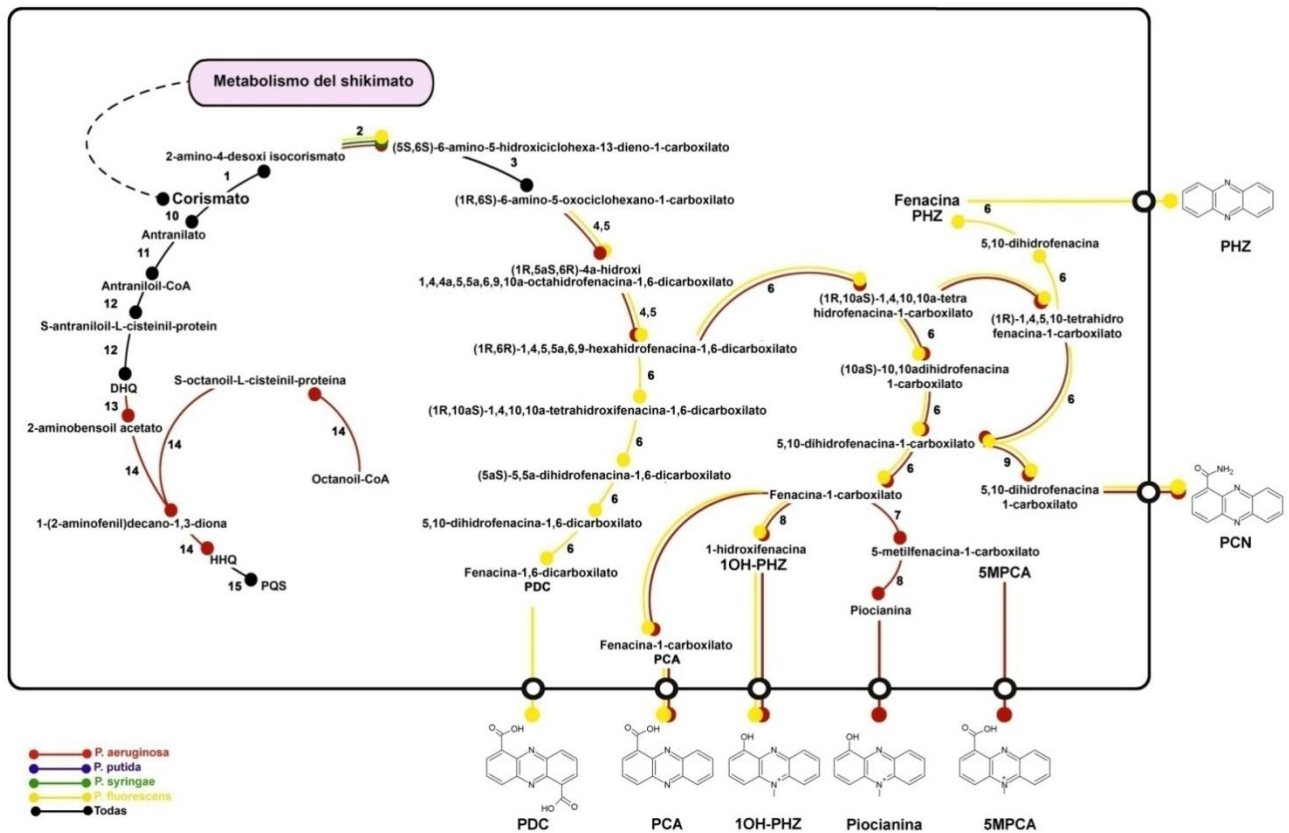 Metabolismo del shikimato
2
2-amino-4-desoxi isocorismato
(5S,6S)-6-amino-5-hidroxiciclohexa-13-dieno-1-carboxilato
1
3
Corismato
(1R,6S)-6-amino-5-oxociclohexano-1-carboxilato
10
Antranilato
4,5
11
Antraniloil-CoA
(1R,5aS,6R)-4a-hidroxi
1,4,4a,5,5a,6,9,10a-octahidrofenacina-1,6-dicarboxilato
12
S-antraniloil-L-cisteinil-protein
4,5
12
(1R,6R)-1,4,5,5a,6,9-hexahidrofenacina-1,6-dicarboxilato
DHQ
S-octanoil-L-cisteinil-proteina
13
2-aminobensoil acetato
14
14
14
Octanoil-CoA
1-(2-aminofenil)decano-1,3-diona
14
HHQ
15
PQS
6
(1R,10aS)-1,4,10,10a-tetrahidroxifenacina-1,6-dicarboxilato
6
(5aS)-5,5a-dihidrofenacina-1,6-dicarboxilato
6
5,10-dihidrofenacina-1,6-dicarboxilato
6
Fenacina-1,6-dicarboxilato
PDC
6
(1R,10aS)-1,4,10,10a-tetra
hidrofenacina-1-carboxilato
6
(10aS)-10,10adihidrofenacina
1-carboxilato
6
5,10-dihidrofenacina-1-carboxilato
6
Fenacina-1-carboxilato
6
(1R)-1,4,5,10-tetrahidro
fenacina-1-carboxilato
6
6
5,10-dihidrofenacina
6
Fenacina
PHZ
9
5,10-dihidrofenacina
1-carboxilato
8
1-hidroxifenacina
1OH-PHZ
7
5-metilfenacina-1-carboxilato
8
5MPCA
Piocianina
Fenacina-1-carboxilato
PCA
N
N
PHZ
O
NH2
N
N
PCN
O
OH
N
N
O
HO
PDC
O
OH
N
N
PCA
OH
N
N+
1OH-PHZ
OH
N
N
Piocianina
O
OH
N
N+
5MPCA
P. aeruginosa
P. putida
P. syringae
P. fluorescens
Todas